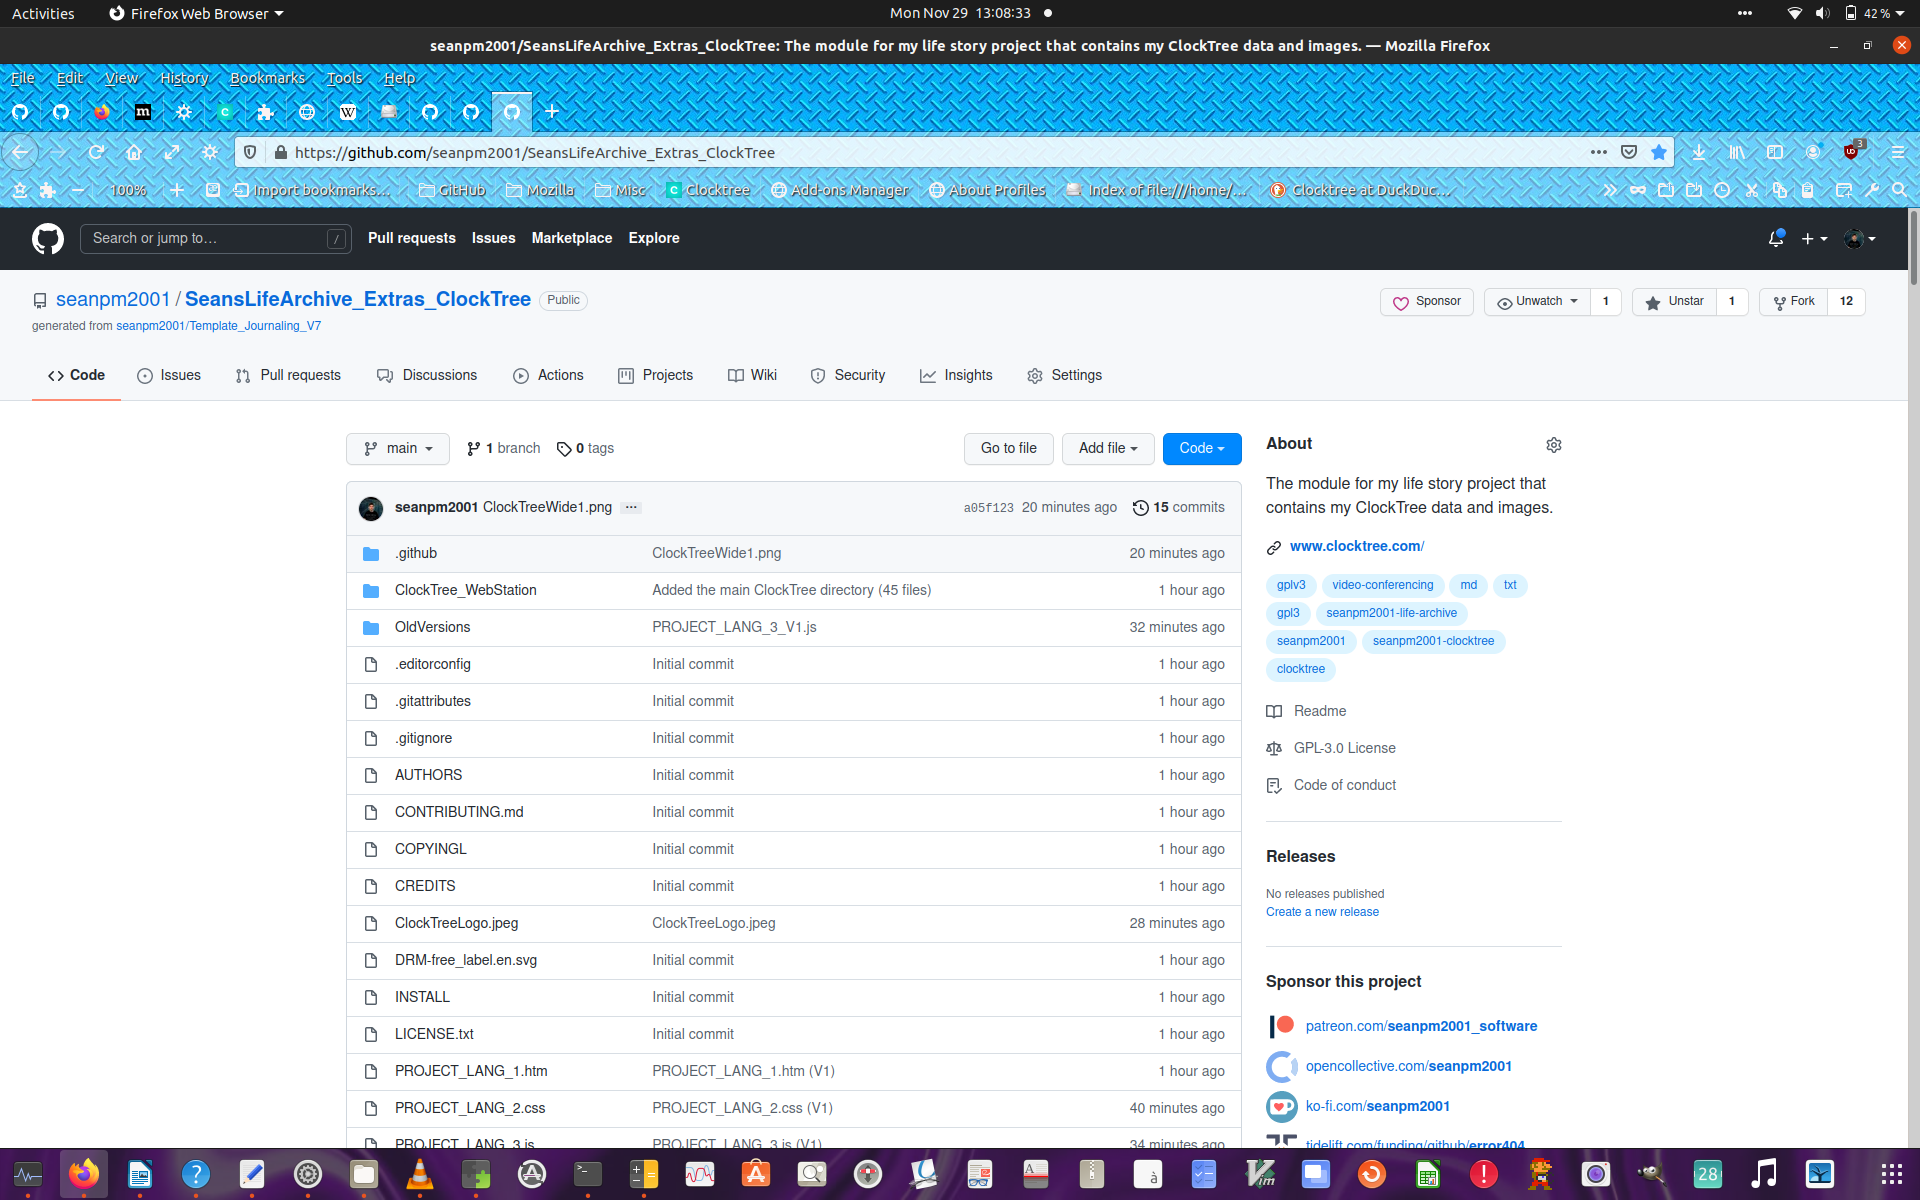 Activities
Firefox Web Browser
Mon Nov 29 13:08:33
42 %
seanpm2001/SeansLifeArchive_Extras_ClockTree: The module for my life story project that contains my ClockTree data and images. — Mozilla Firefox
File Edit View History Bookmarks Tools Help
https://github.com/seanpm2001/SeansLifeArchive_Extras_ClockTree
3
100%
Import bookmarks...
GitHub
Mozilla
Misc
Clocktree
Add-ons Manager
About Profiles
Index of file:///home/...
Clocktree at DuckDuc...
Search or jump to…
/
Pull requests
Issues
Marketplace
Explore
seanpm2001 / SeansLifeArchive_Extras_ClockTree
Public
Sponsor
Unwatch 1
Unstar 1
Fork 12
generated from seanpm2001/Template_Journaling_V7
Code
Issues
Pull requests
Discussions
Actions
Projects
Wiki
Security
Insights
Settings
main
1 branch
0 tags
Go to file
Add file
Code
seanpm2001 ClockTreeWide1.png ...
a05f123 20 minutes ago
15 commits
.github ClockTreeWide1.png 20 minutes ago
ClockTree_WebStation Added the main ClockTree directory (45 files) 1 hour ago
OldVersions PROJECT_LANG_3_V1.js 32 minutes ago
.editorconfig Initial commit 1 hour ago
.gitattributes Initial commit 1 hour ago
.gitignore Initial commit 1 hour ago
AUTHORS Initial commit 1 hour ago
CONTRIBUTING.md Initial commit 1 hour ago
COPYINGL Initial commit 1 hour ago
CREDITS Initial commit 1 hour ago
ClockTreeLogo.jpeg ClockTreeLogo.jpeg 28 minutes ago
DRM-free_label.en.svg Initial commit 1 hour ago
INSTALL Initial commit 1 hour ago
LICENSE.txt Initial commit 1 hour ago
PROJECT_LANG_1.htm PROJECT_LANG_1.htm (V1) 1 hour ago
PROJECT_LANG_2.css PROJECT_LANG_2.css (V1) 40 minutes ago
PROJECT_LANG_3.js PROJECT_LANG_3.js (V1) 34 minutes ago
About
The module for my life story project that
contains my ClockTree data and images.
www.clocktree.com/
gplv3 video-conferencing md txt
gpl3 seanpm2001-life-archive
seanpm2001 seanpm2001-clocktree
clocktree
Readme
GPL-3.0 License
Code of conduct
Releases
No releases published
Create a new release
Sponsor this project
patreon.com/seanpm2001_software
opencollective.com/seanpm2001
ko-fi.com/seanpm2001
tidelift.com/funding/github/error404
28